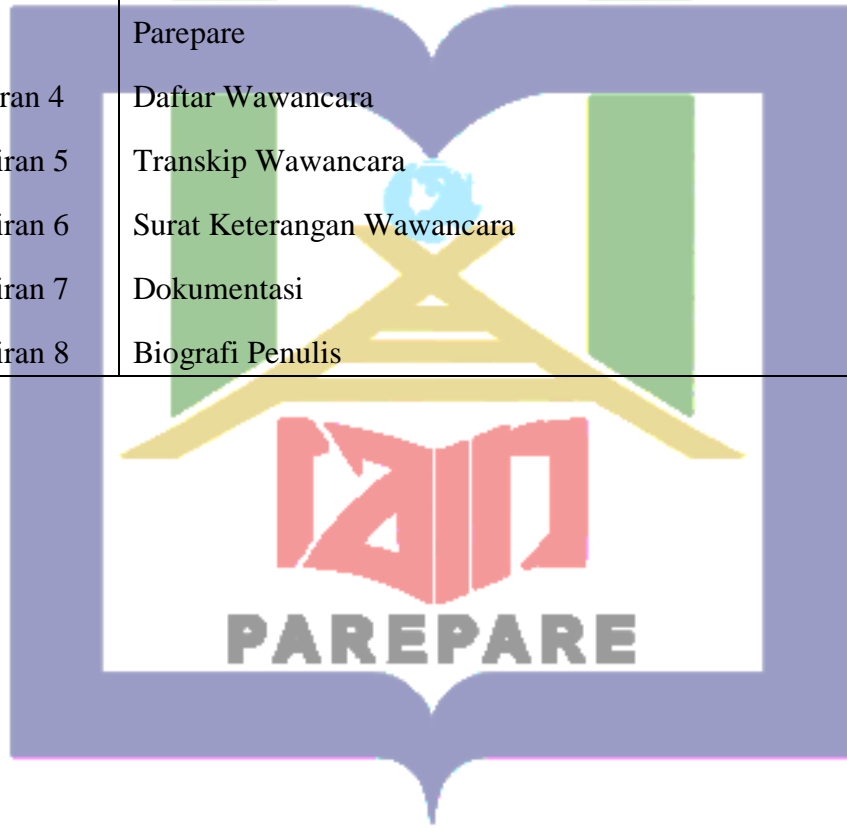 Parepare
ran 4 Daftar Wawancara
iran 5 Transkip Wawancara
iran 6 Surat Keterangan Wawancara
iran 7 Dokumentasi
iran 8 Biografi Penulis
iain
PAREPARE